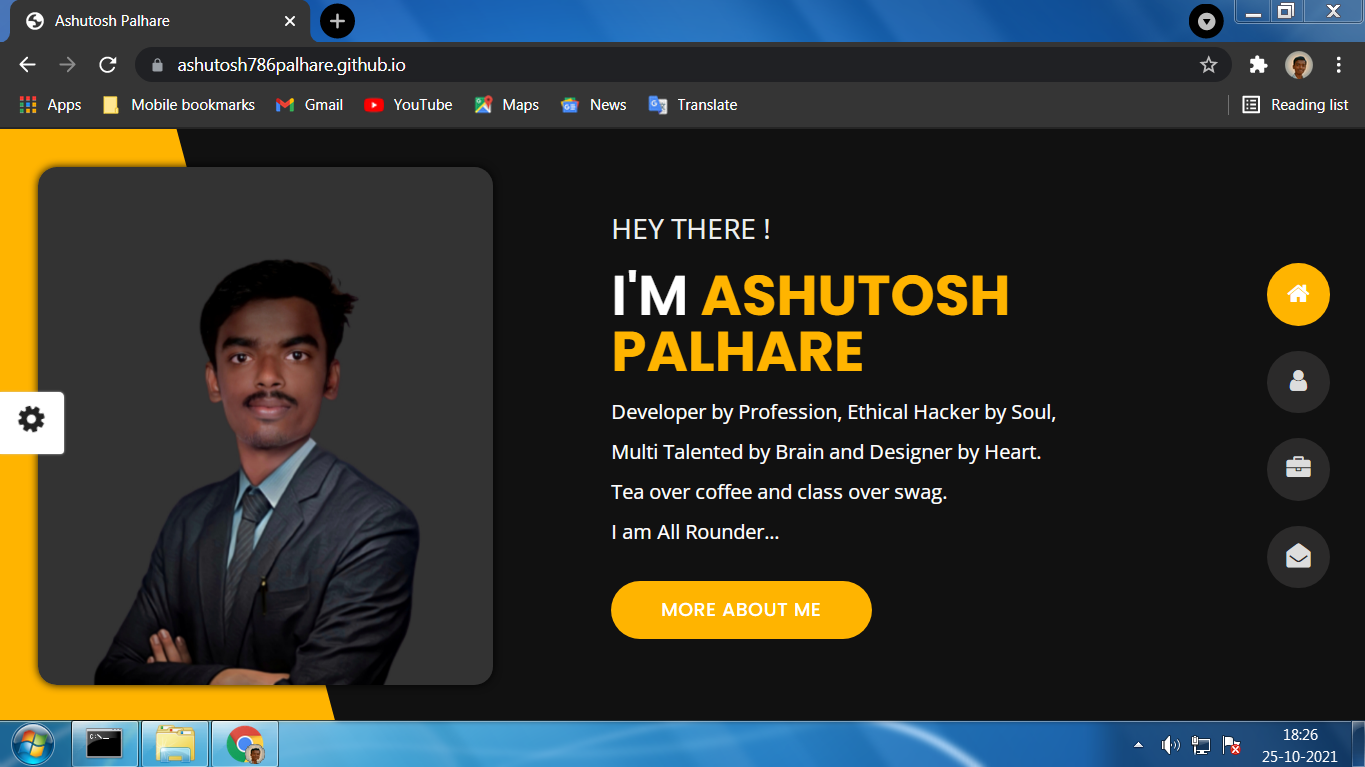 Ashutosh Palhare
ashutosh786palhare.github.io
Apps Mobile bookmarks Gmail YouTube Maps News Translate Reading list
HEY THERE !
I'M ASHUTOSH
PALHARE
Developer by Profession, Ethical Hacker by Soul,
Multi Talented by Brain and Designer by Heart.
Tea over coffee and class over swag.
I am All Rounder...
MORE ABOUT ME
18:26
25-10-2021